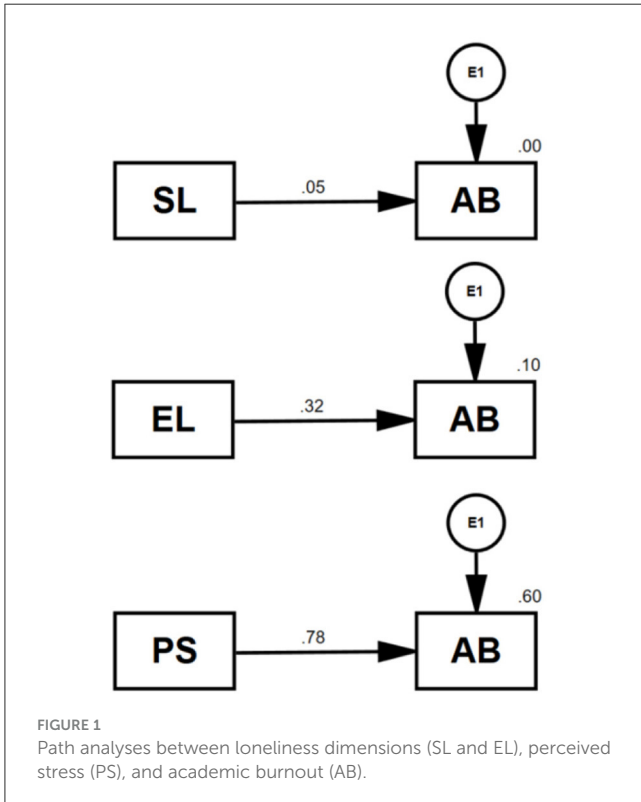 E1
.00
SL
.05
AB
E1
.10
EL
.32
AB
E1
.60
PS
.78
AB
FIGURE 1
Path analyses between loneliness dimensions (SL and EL), perceived
stress (PS), and academic burnout (AB).